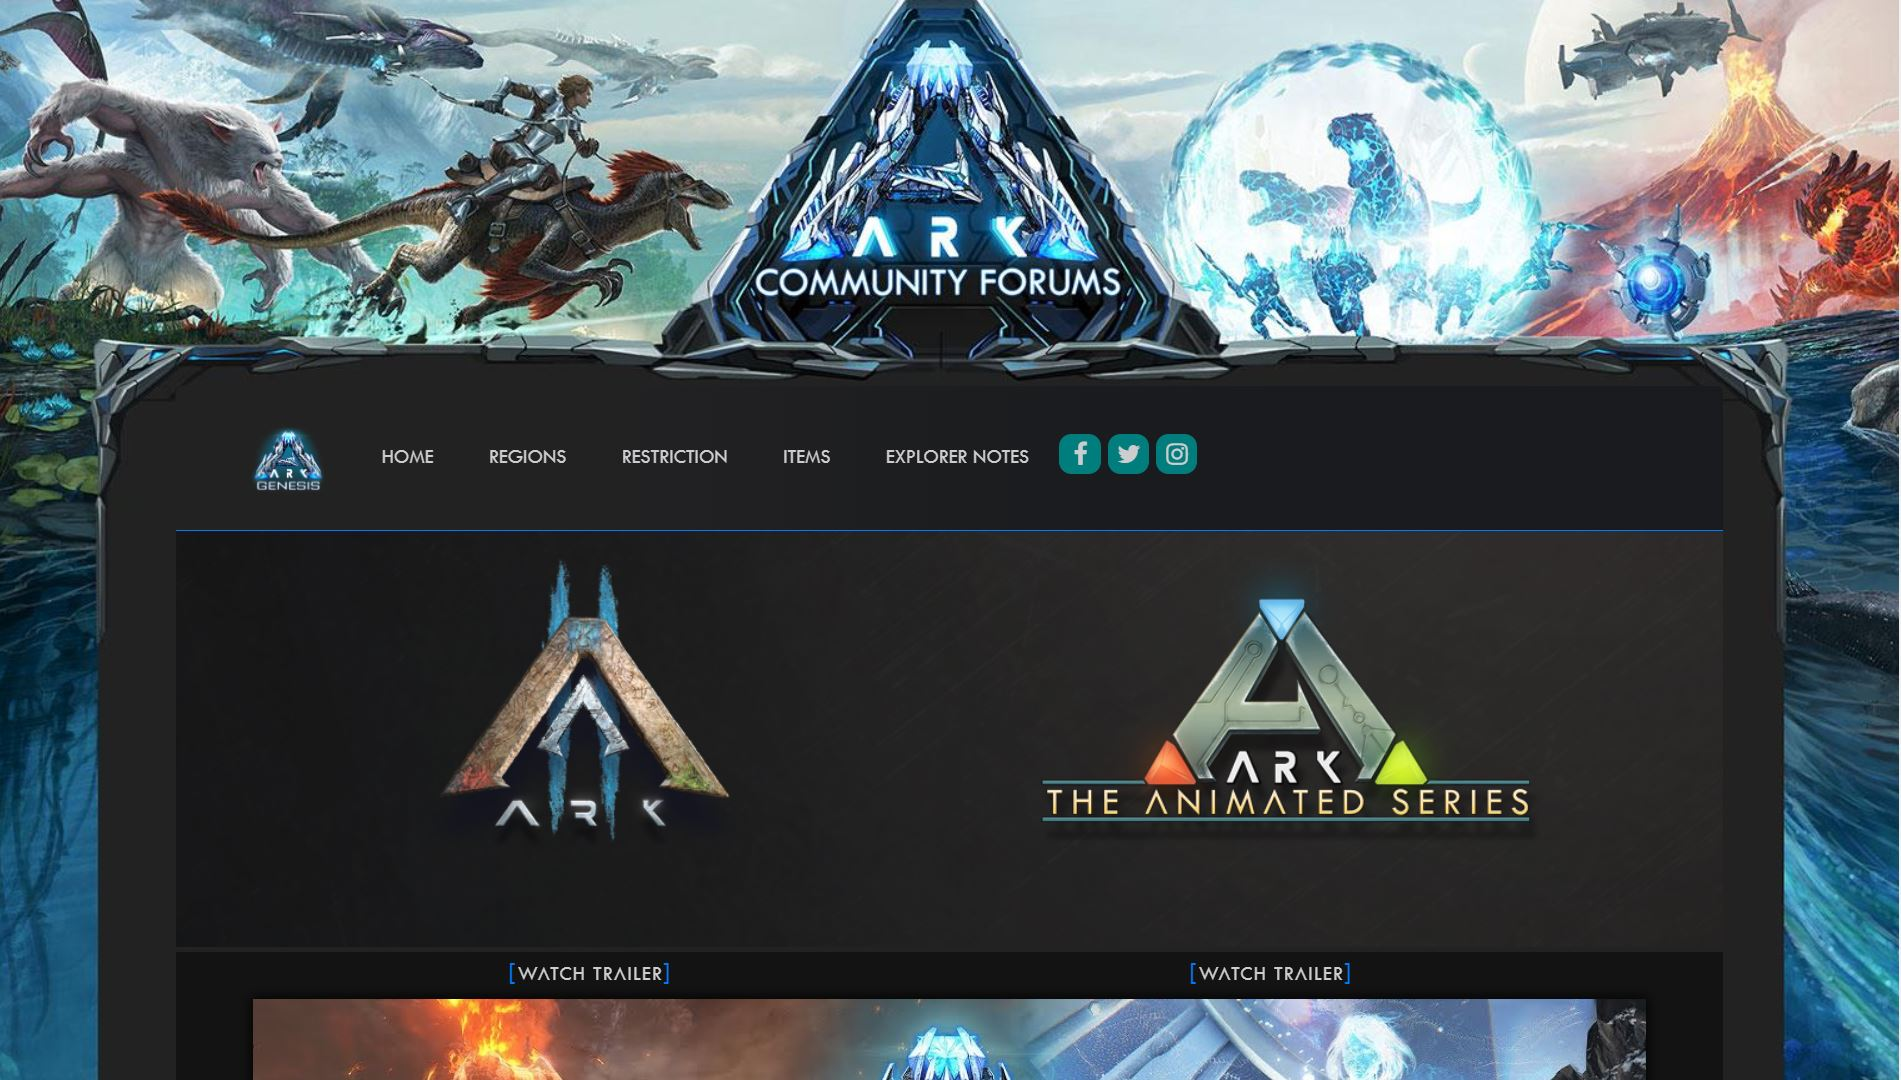 ARK
COMMUNITY FORUMS
ARK
GENESIS
HOME
REGIONS
RESTRICTION
ITEMS
EXPLORER NOTES
ARK
ARK
THE ANIMATED SERIES
[WATCH TRAILER]
[WATCH TRAILER]